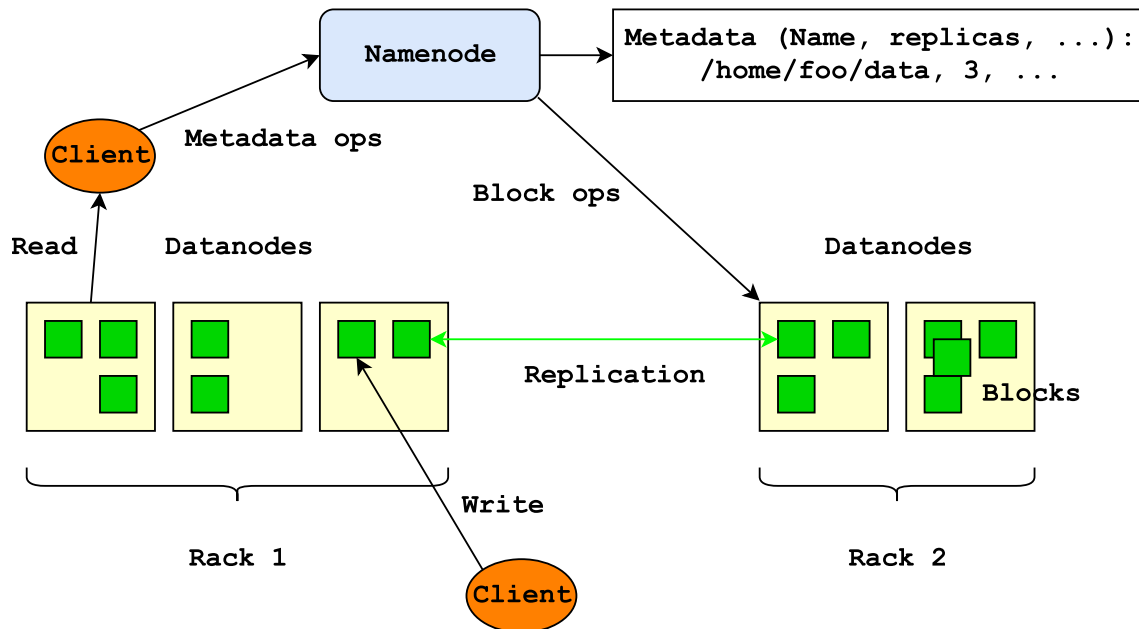 Namenode
Metadata (Name, replicas, ...):
/home/foo/data, 3, ...
Client
Metadata ops
Block ops
Read
Datanodes
Datanodes
Replication
Blocks
Write
Rack 1
Rack 2
Client